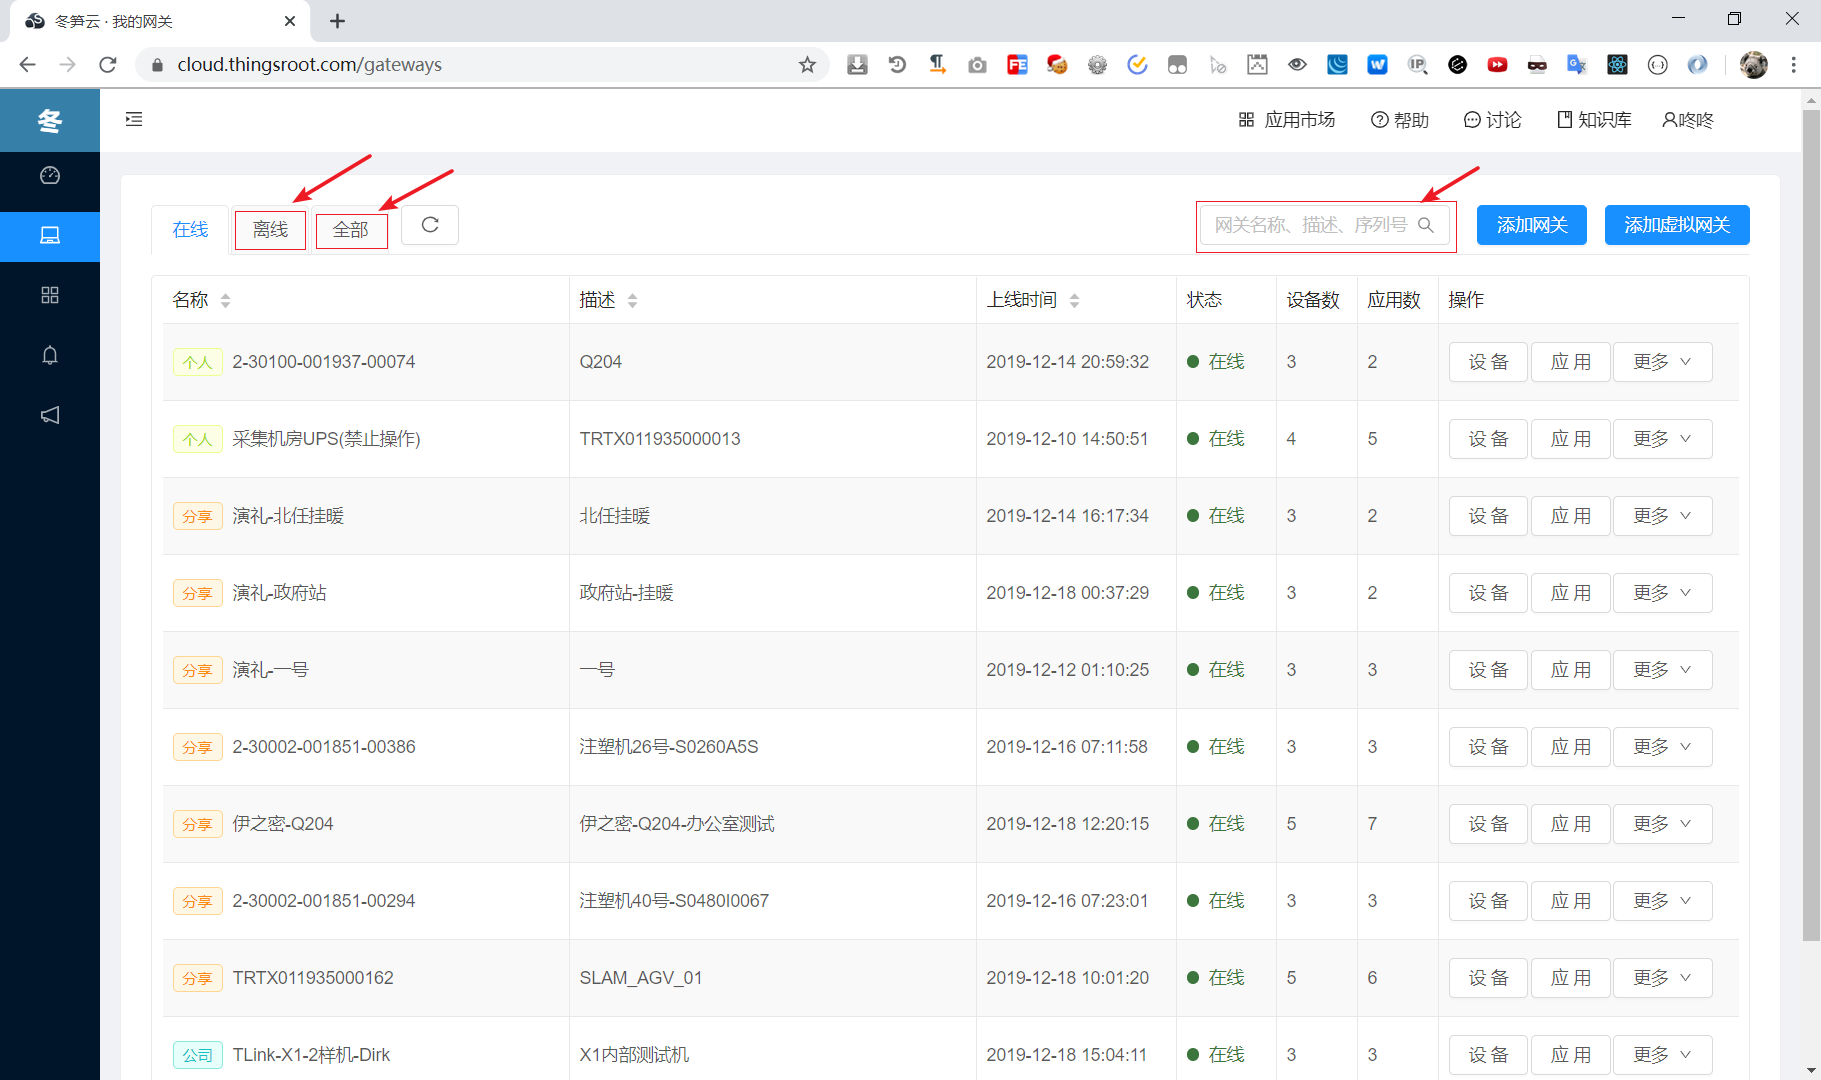 冬笋云 · 我的网关
cloud.thingsroot.com/gateways
冬
应用市场 帮助 讨论 知识库 咚咚
在线 离线 全部 网关名称、描述、序列号 添加网关 添加虚拟网关
名称 描述 上线时间 状态 设备数 应用数 操作
个人 2-30100-001937-00074 Q204 2019-12-14 20:59:32 在线 3 2 设 备 应 用 更多
个人 采集机房UPS(禁止操作) TRTX011935000013 2019-12-10 14:50:51 在线 4 5 设 备 应 用 更多
分享 演礼-北任挂暖 北任挂暖 2019-12-14 16:17:34 在线 3 2 设 备 应 用 更多
分享 演礼-政府站 政府站-挂暖 2019-12-18 00:37:29 在线 3 2 设 备 应 用 更多
分享 演礼-一号 一号 2019-12-12 01:10:25 在线 3 3 设 备 应 用 更多
分享 2-30002-001851-00386 注塑机26号-S0260A5S 2019-12-16 07:11:58 在线 3 3 设 备 应 用 更多
分享 伊之密-Q204 伊之密-Q204-办公室测试 2019-12-18 12:20:15 在线 5 7 设 备 应 用 更多
分享 2-30002-001851-00294 注塑机40号-S0480I0067 2019-12-16 07:23:01 在线 3 3 设 备 应 用 更多
分享 TRTX011935000162 SLAM_AGV_01 2019-12-18 10:01:20 在线 5 6 设 备 应 用 更多
公司 TLink-X1-2样机-Dirk X1内部测试机 2019-12-18 15:04:11 在线 3 3 设 备 应 用 更多